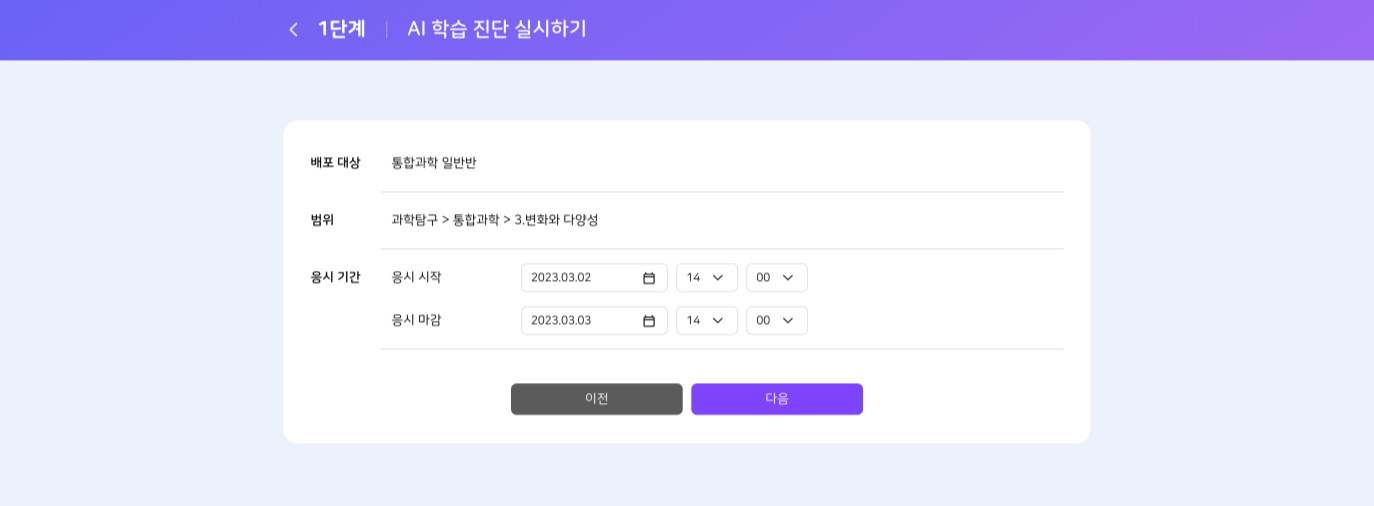 1단계 AI 학습 진단 실시하기
배포 대상 통합과학 일반반
범위 과학탐구 > 통합과학 > 3.변화와 다양성
응시 기간 응시 시작 2023.03.02 14 00
응시 마감 2023.03.03 14 00
이전 다음